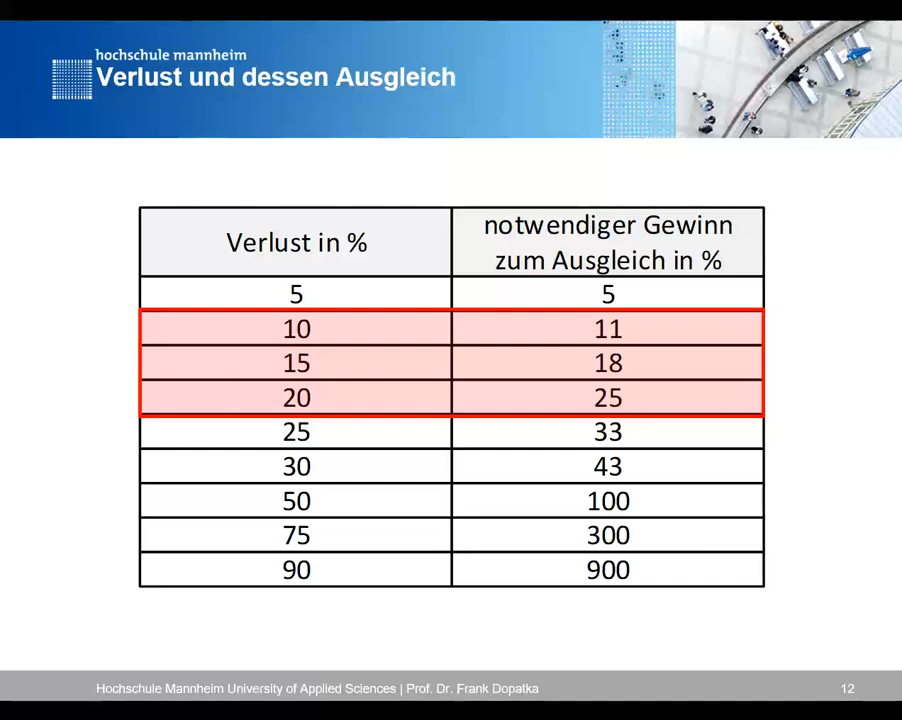 hochschule mannheim
Verlust und dessen Ausgleich
Verlust in %
notwendiger Gewinn
zum Ausgleich in %
5 5
10 11
15 18
20 25
25 33
30 43
50 100
75 300
90 900
Hochschule Mannheim University of Applied Sciences | Prof. Dr. Frank Dopatka 12